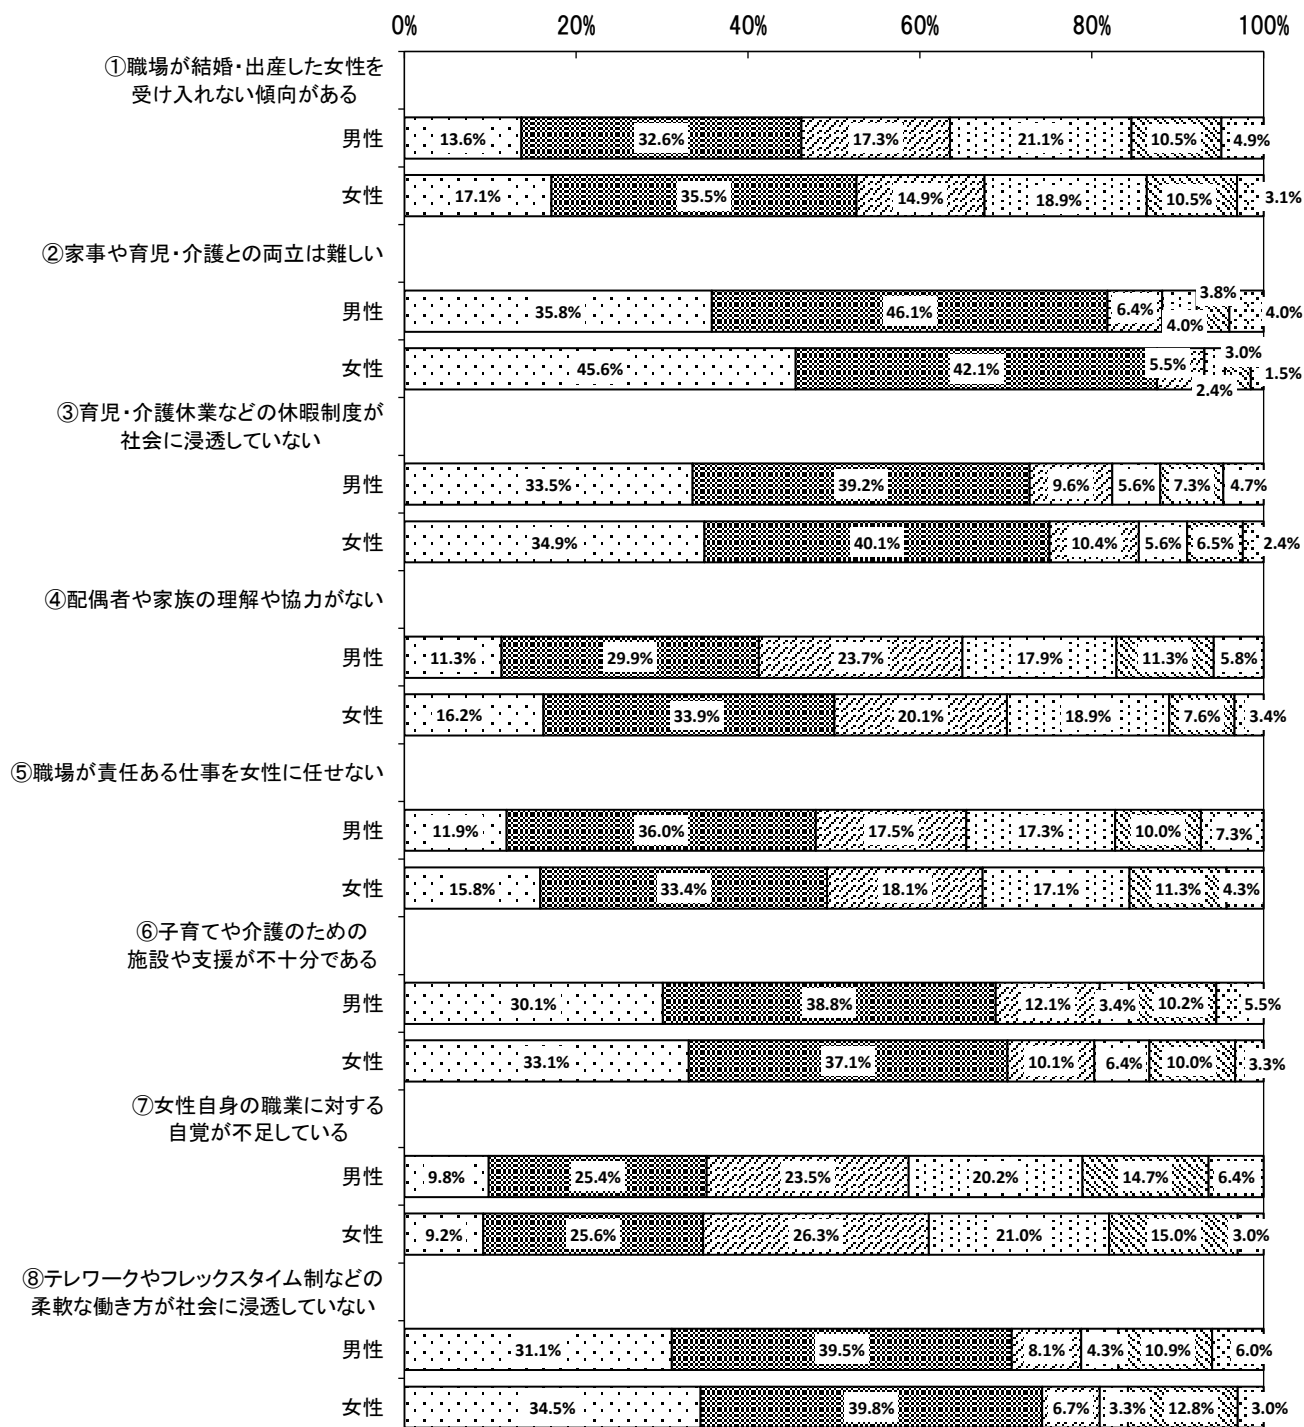 0% 20% 40% 60% 80% 100%
①職場が結婚・出産した女性を
受け入れない傾向がある
男性 13.6% 32.6% 17.3% 21.1% 10.5% 4.9%
女性 17.1% 35.5% 14.9% 18.9% 10.5% 3.1%
②家事や育児・介護との両立は難しい
男性 35.8% 46.1% 6.4% 4.0% 3.8% 4.0%
女性 45.6% 42.1% 5.5% 2.4% 3.0% 1.5%
③育児・介護休業などの休暇制度が
社会に浸透していない
男性 33.5% 39.2% 9.6% 5.6% 7.3% 4.7%
女性 34.9% 40.1% 10.4% 5.6% 6.5% 2.4%
④配偶者や家族の理解や協力がない
男性 11.3% 29.9% 23.7% 17.9% 11.3% 5.8%
女性 16.2% 33.9% 20.1% 18.9% 7.6% 3.4%
⑤職場が責任ある仕事を女性に任せない
男性 11.9% 36.0% 17.5% 17.3% 10.0% 7.3%
女性 15.8% 33.4% 18.1% 17.1% 11.3% 4.3%
⑥子育てや介護のための
施設や支援が不十分である
男性 30.1% 38.8% 12.1% 3.4% 10.2% 5.5%
女性 33.1% 37.1% 10.1% 6.4% 10.0% 3.3%
⑦女性自身の職業に対する
自覚が不足している
男性 9.8% 25.4% 23.5% 20.2% 14.7% 6.4%
女性 9.2% 25.6% 26.3% 21.0% 15.0% 3.0%
⑧テレワークやフレックスタイム制などの
柔軟な働き方が社会に浸透していない
男性 31.1% 39.5% 8.1% 4.3% 10.9% 6.0%
女性 34.5% 39.8% 6.7% 3.3% 12.8% 3.0%